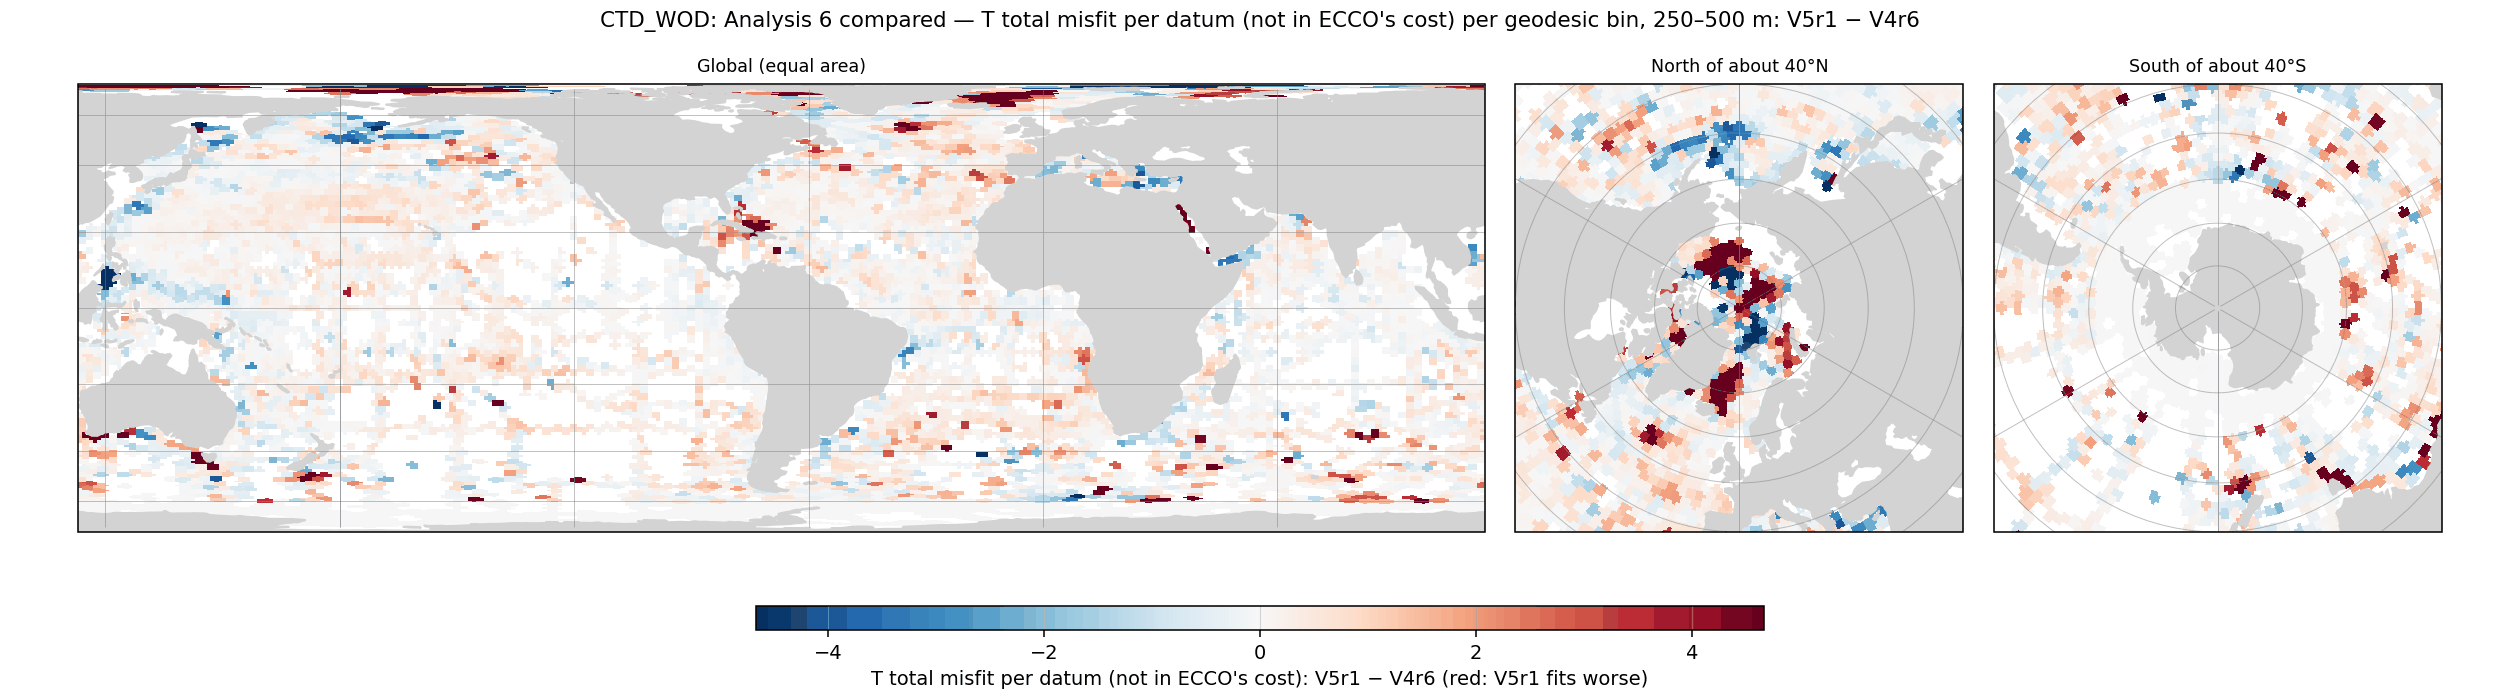 CTD_WOD: Analysis 6 compared — T total misfit per datum (not in ECCO's cost) per geodesic bin, 250–500 m: V5r1 − V4r6
Global (equal area)
North of about 40°N
South of about 40°S
−4 −2 0 2 4
T total misfit per datum (not in ECCO's cost): V5r1 − V4r6 (red: V5r1 fits worse)